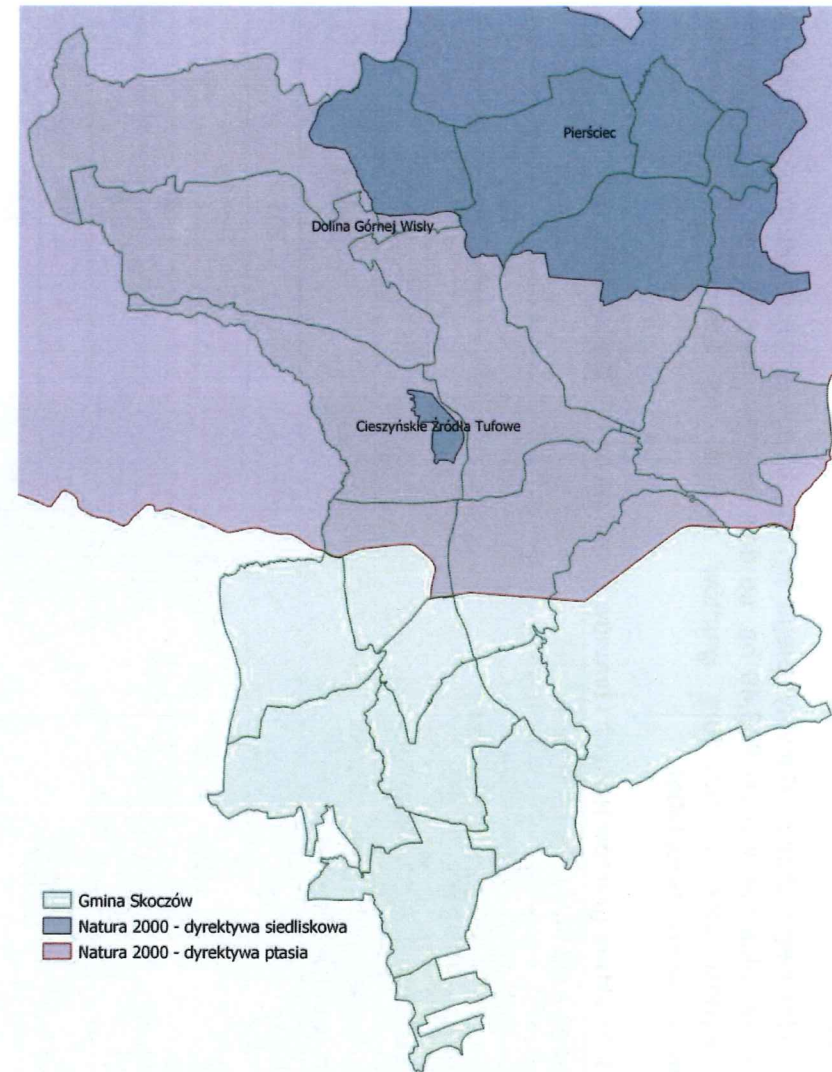 Pierściec
Dolina Górnej Wisły
Cieszyńskie Źródła Tufowe
Gmina Skoczów
Natura 2000 - dyrektywa siedliskowa
Natura 2000 - dyrektywa ptasia